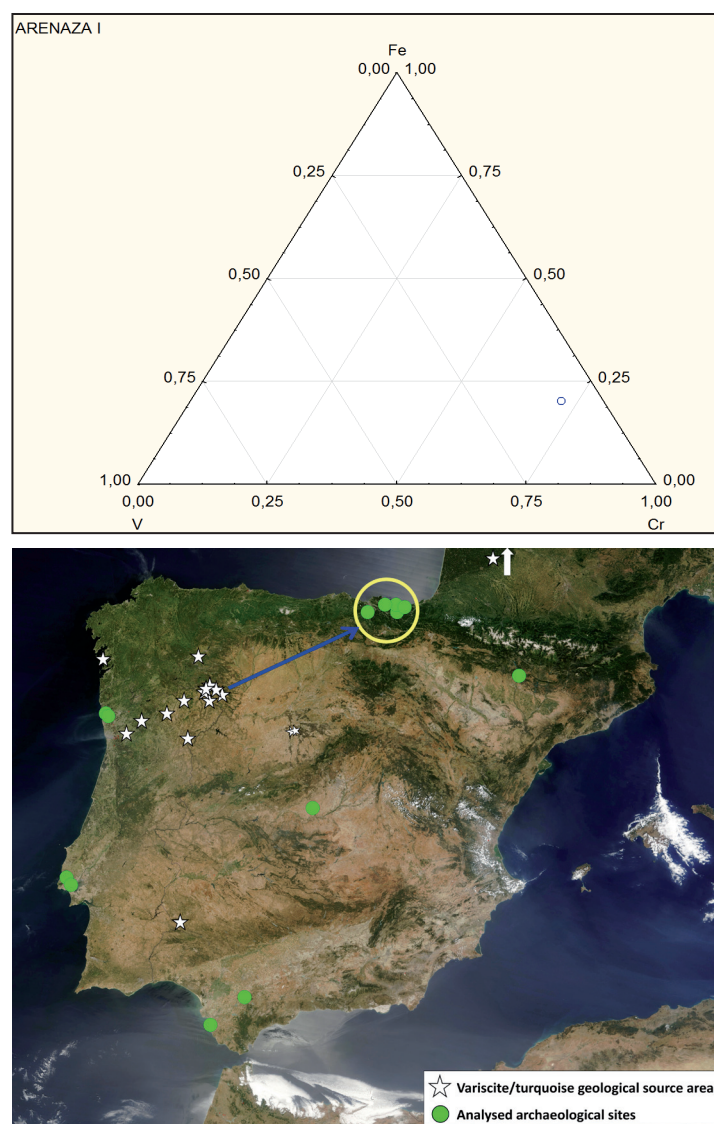 ARENAZA I
Fe
0,00 1,00
0,25 0,75
0,50 0,50
0,75 0,25
1,00 0,00
0,00 0,25 0,50 0,75 1,00
V Cr
Variscite/turquoise geological source area
Analysed archaeological sites